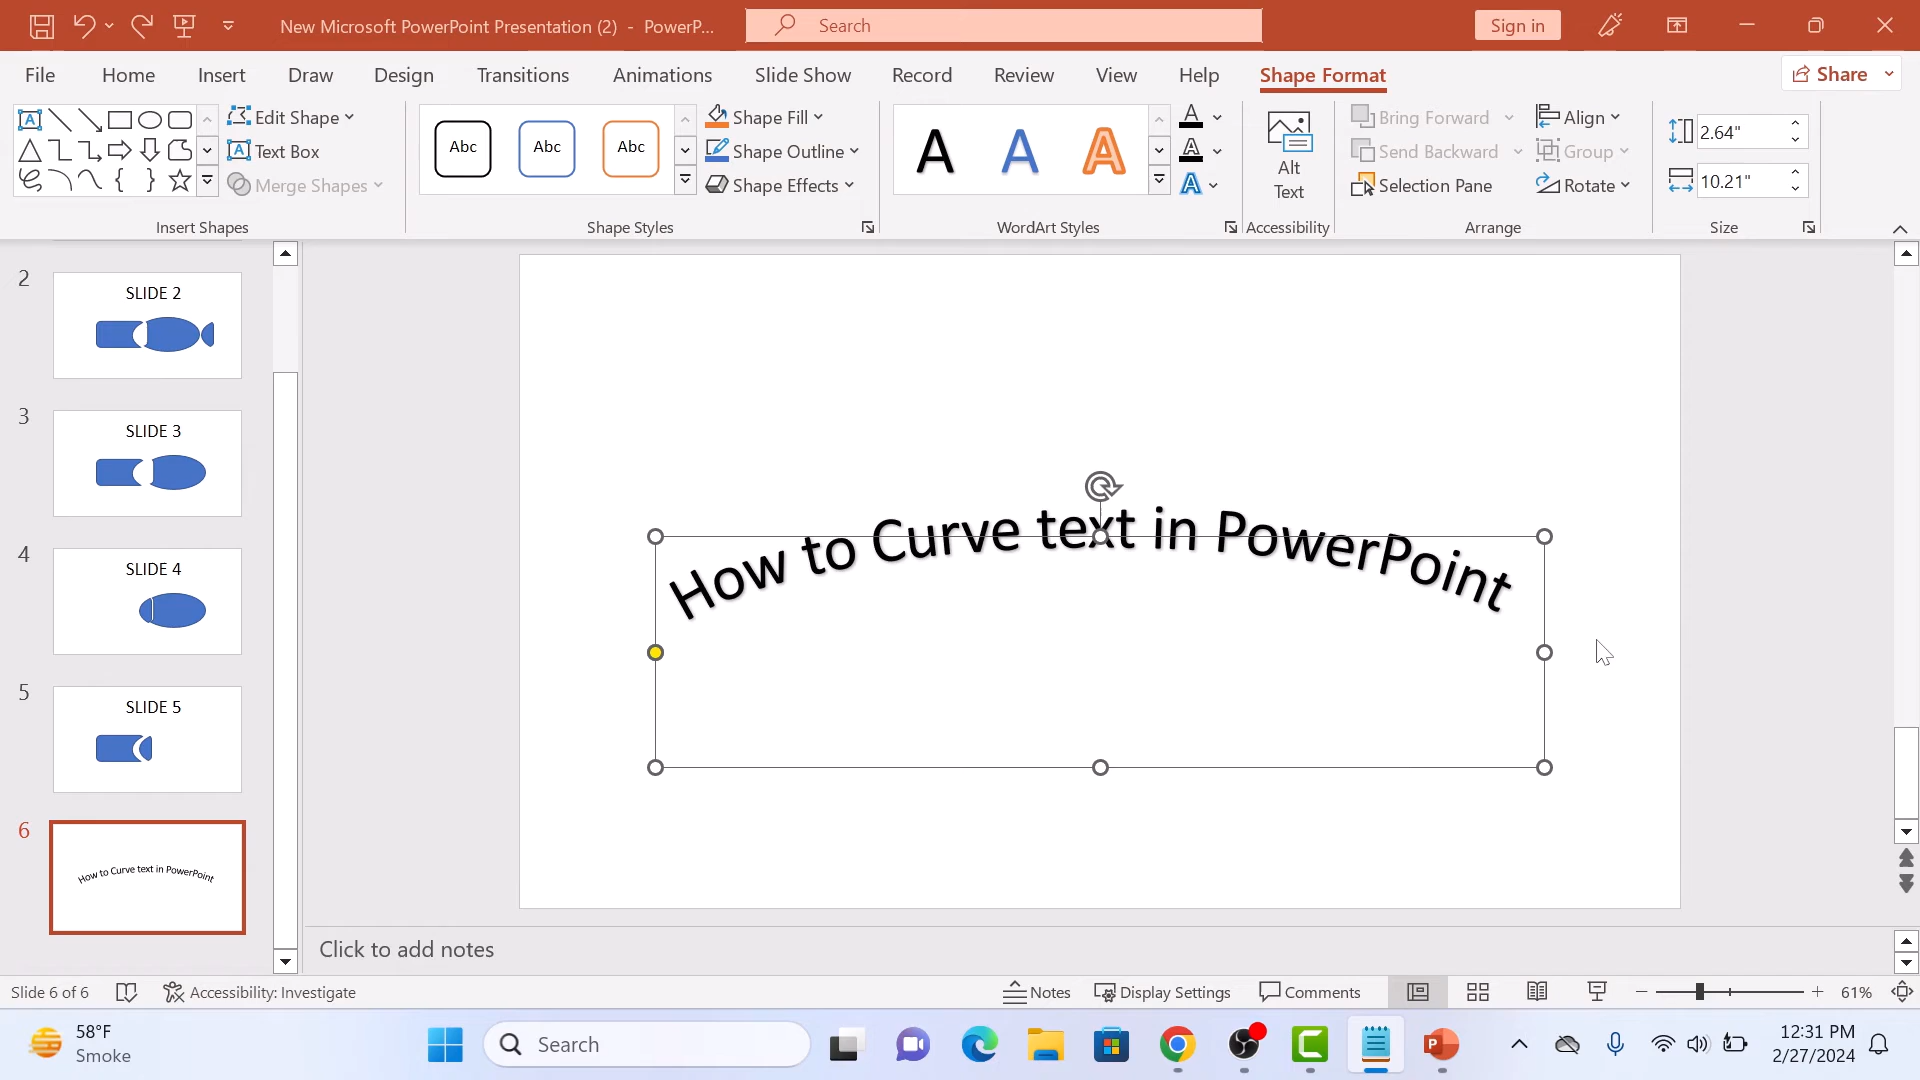 New Microsoft PowerPoint Presentation (2) - PowerP...
Search
Sign in
File Home Insert Draw Design Transitions Animations Slide Show Record Review View Help Shape Format
Share
A
Edit Shape
A Text Box
Merge Shapes
Insert Shapes
Abc Abc Abc
Shape Fill
Shape Outline
Shape Effects
Shape Styles
A A A
A
A
A
WordArt Styles
Alt
Text
Accessibility
Bring Forward
Send Backward
Selection Pane
Align
Group
Rotate
Arrange
2.64"
10.21"
Size
2
SLIDE 2
3
SLIDE 3
4
SLIDE 4
5
SLIDE 5
6
How to Curve text in PowerPoint
How to Curve text in PowerPoint
Click to add notes
Slide 6 of 6
Accessibility: Investigate
Notes
Display Settings
Comments
61%
58°F
Smoke
Search
12:31 PM
2/27/2024